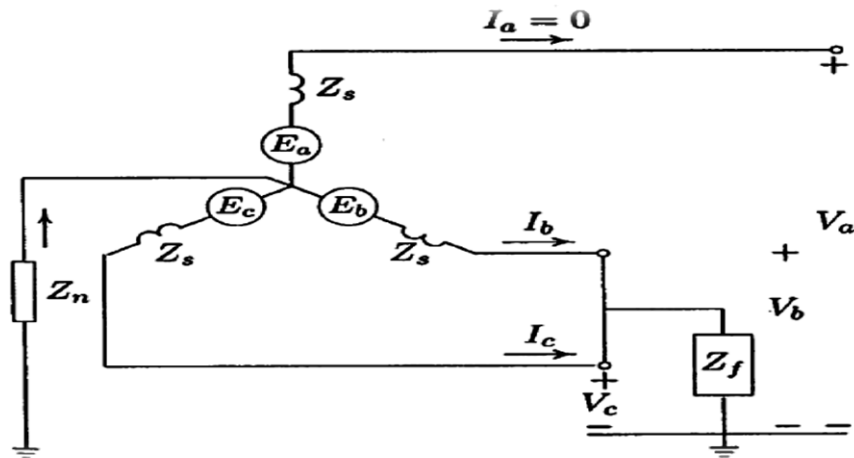 I_a = 0
+
Z_s
E_a
E_c
E_b
Z_s
Z_s
I_b
V_a
+
Z_n
V_b
I_c
Z_f
+
V_c
− − −